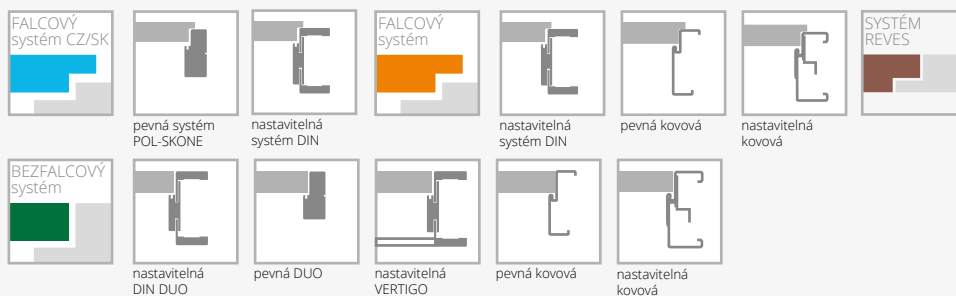 FALCOVÝ
systém CZ/SK
pevná systém
POL-SKONE
nastavitelná
systém DIN
FALCOVÝ
systém
nastavitelná
systém DIN
pevná kovová
nastavitelná
kovová
SYSTÉM
REVES
BEZFALCOVÝ
systém
nastavitelná
DIN DUO
pevná DUO
nastavitelná
VERTIGO
pevná kovová
nastavitelná
kovová